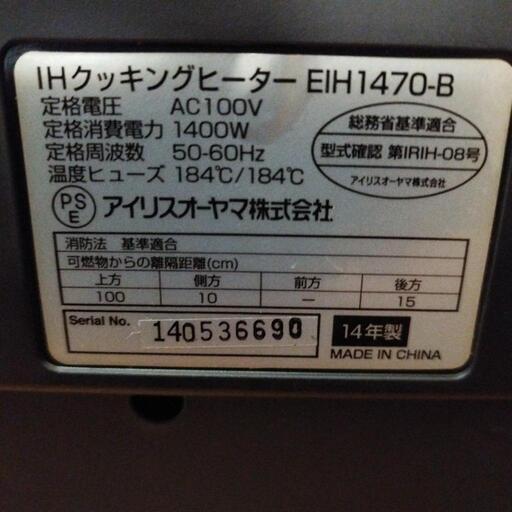 IHクッキングヒーター EIH1470-B
定格電圧 AC100V
定格消費電力 1400W
定格周波数 50-60Hz
温度ヒューズ 184℃/184℃
総務省基準適合
型式確認 第IRIH-08号
アイリスオーヤマ株式会社
PSE アイリスオーヤマ株式会社
消防法 基準適合
可燃物からの離隔距離(cm)
上方 側方 前方 後方
100 10 — 15
Serial No. 140536690
14年製
MADE IN CHINA